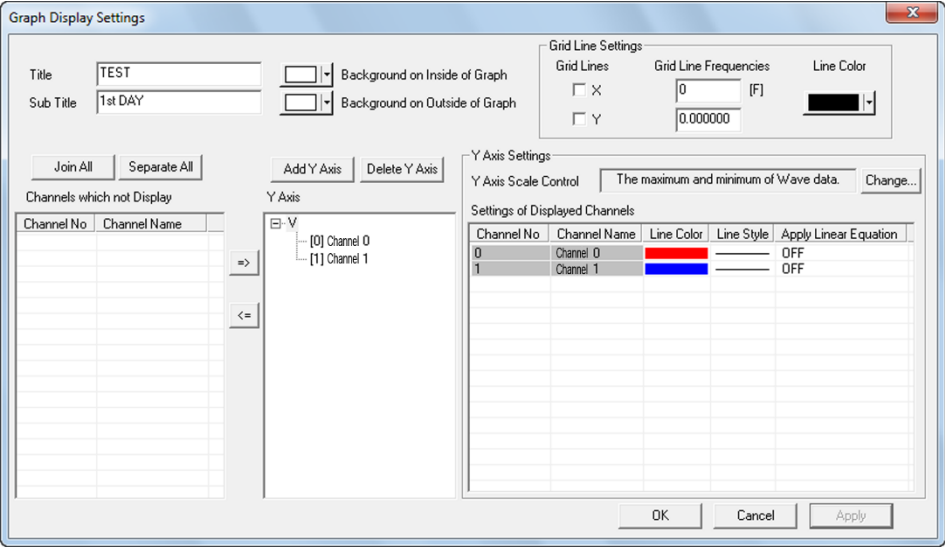 Graph Display Settings
Title TEST
Sub Title 1st DAY
Background on Inside of Graph
Background on Outside of Graph
Grid Line Settings
Grid Lines Grid Line Frequencies Line Color
X 0 [F]
Y 0.000000
Join All Separate All
Channels which not Display
Channel No Channel Name
=>
<=
Add Y Axis Delete Y Axis
Y Axis
V
[0] Channel 0
[1] Channel 1
Y Axis Settings
Y Axis Scale Control The maximum and minimum of Wave data. Change...
Settings of Displayed Channels
Channel No Channel Name Line Color Line Style Apply Linear Equation
0 Channel 0 OFF
1 Channel 1 OFF
OK Cancel Apply